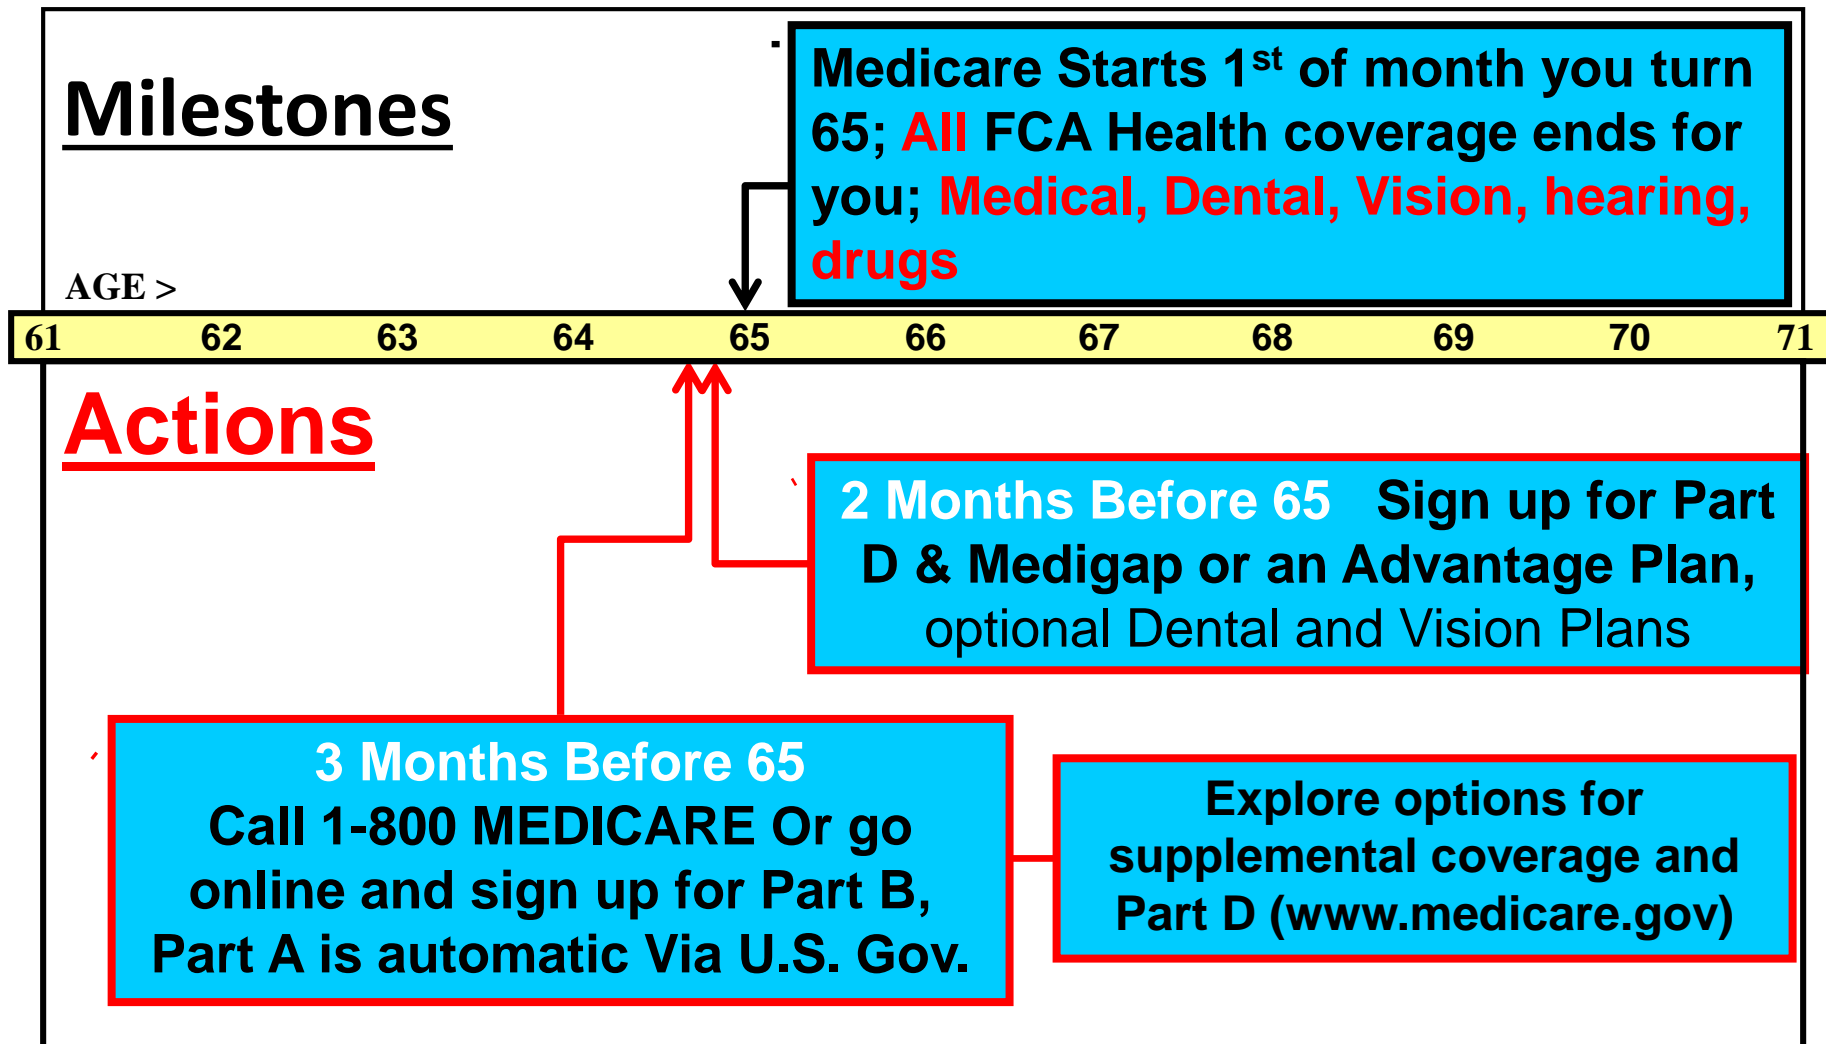 Milestones
Medicare Starts 1st of month you turn
65; All FCA Health coverage ends for
you; Medical, Dental, Vision, hearing,
drugs
AGE >
61 62 63 64 65 66 67 68 69 70 71
Actions
2 Months Before 65 Sign up for Part
D & Medigap or an Advantage Plan,
optional Dental and Vision Plans
3 Months Before 65
Call 1-800 MEDICARE Or go
online and sign up for Part B,
Part A is automatic Via U.S. Gov.
Explore options for
supplemental coverage and
Part D (www.medicare.gov)